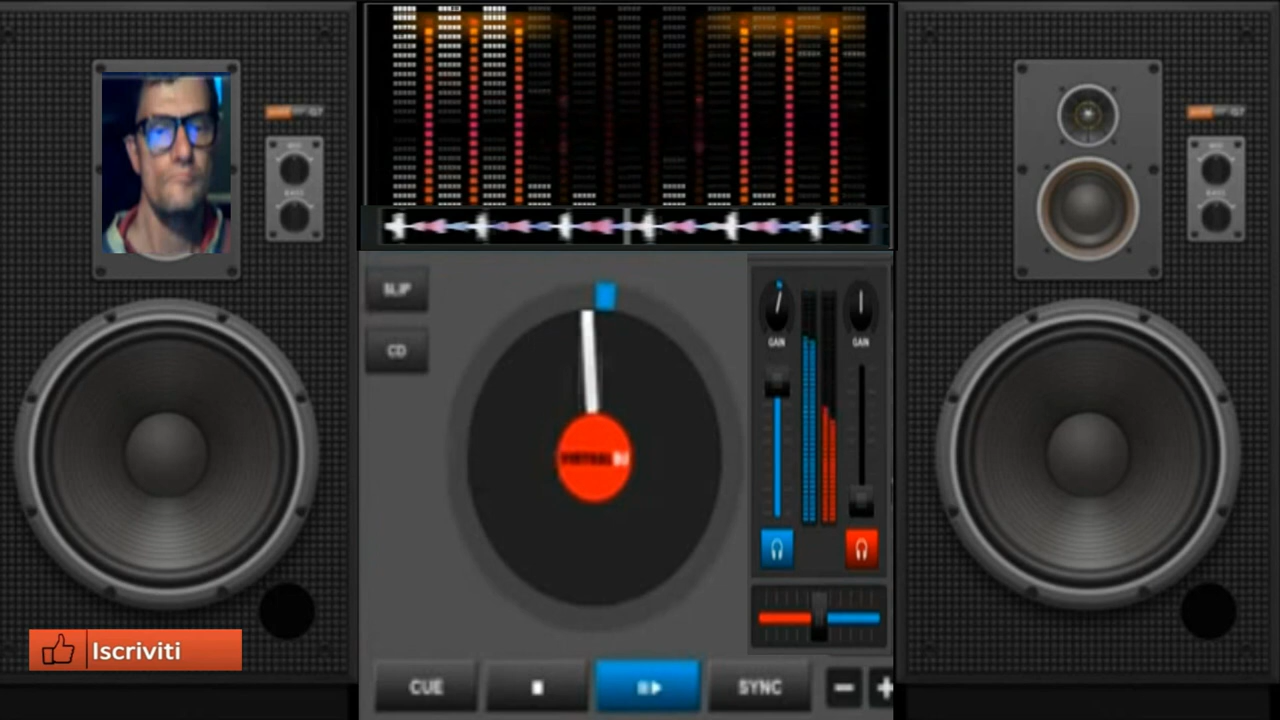 SLIP
CD
GAIN
GAIN
VIRTUAL DJ
CUE
SYNC
Iscriviti